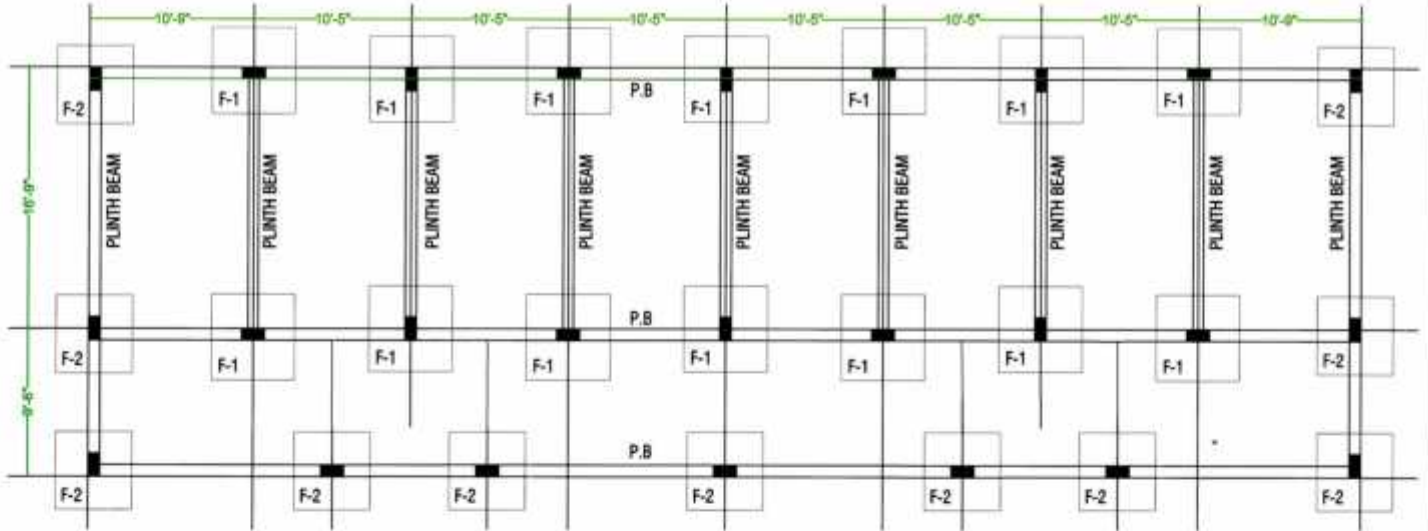 10'-9" 10'-5" 10'-5" 10'-5" 10'-5" 10'-5" 10'-5" 10'-9"
F-2 F-1 F-1 F-1 P.B F-1 F-1 F-1 F-1 F-2
16'-9" PLINTH BEAM PLINTH BEAM PLINTH BEAM PLINTH BEAM PLINTH BEAM PLINTH BEAM PLINTH BEAM PLINTH BEAM PLINTH BEAM
P.B
F-2 F-1 F-1 F-1 F-1 F-1 F-1 F-1 F-2
9'-6"
P.B
F-2 F-2 F-2 F-2 F-2 F-2 F-2